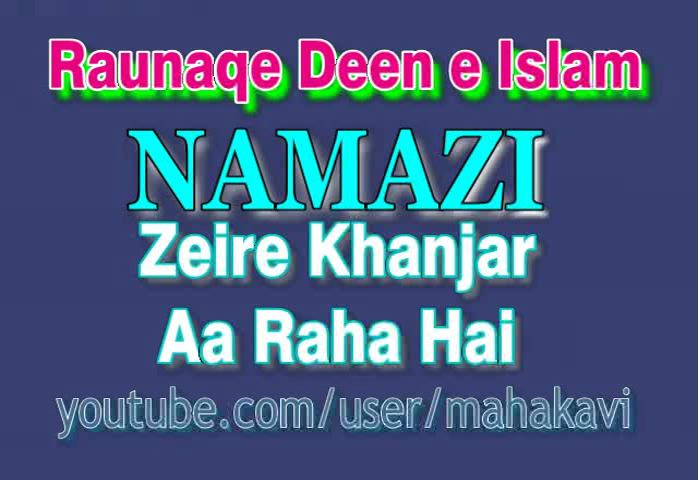 Raunaqe Deen e Islam
NAMAZI
Zeire Khanjar
Aa Raha Hai
youtube.com/user/mahakavi